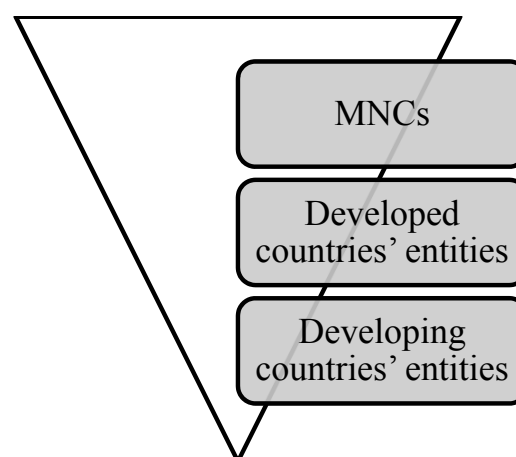 MNCs
Developed
countries’ entities
Developing
countries’ entities